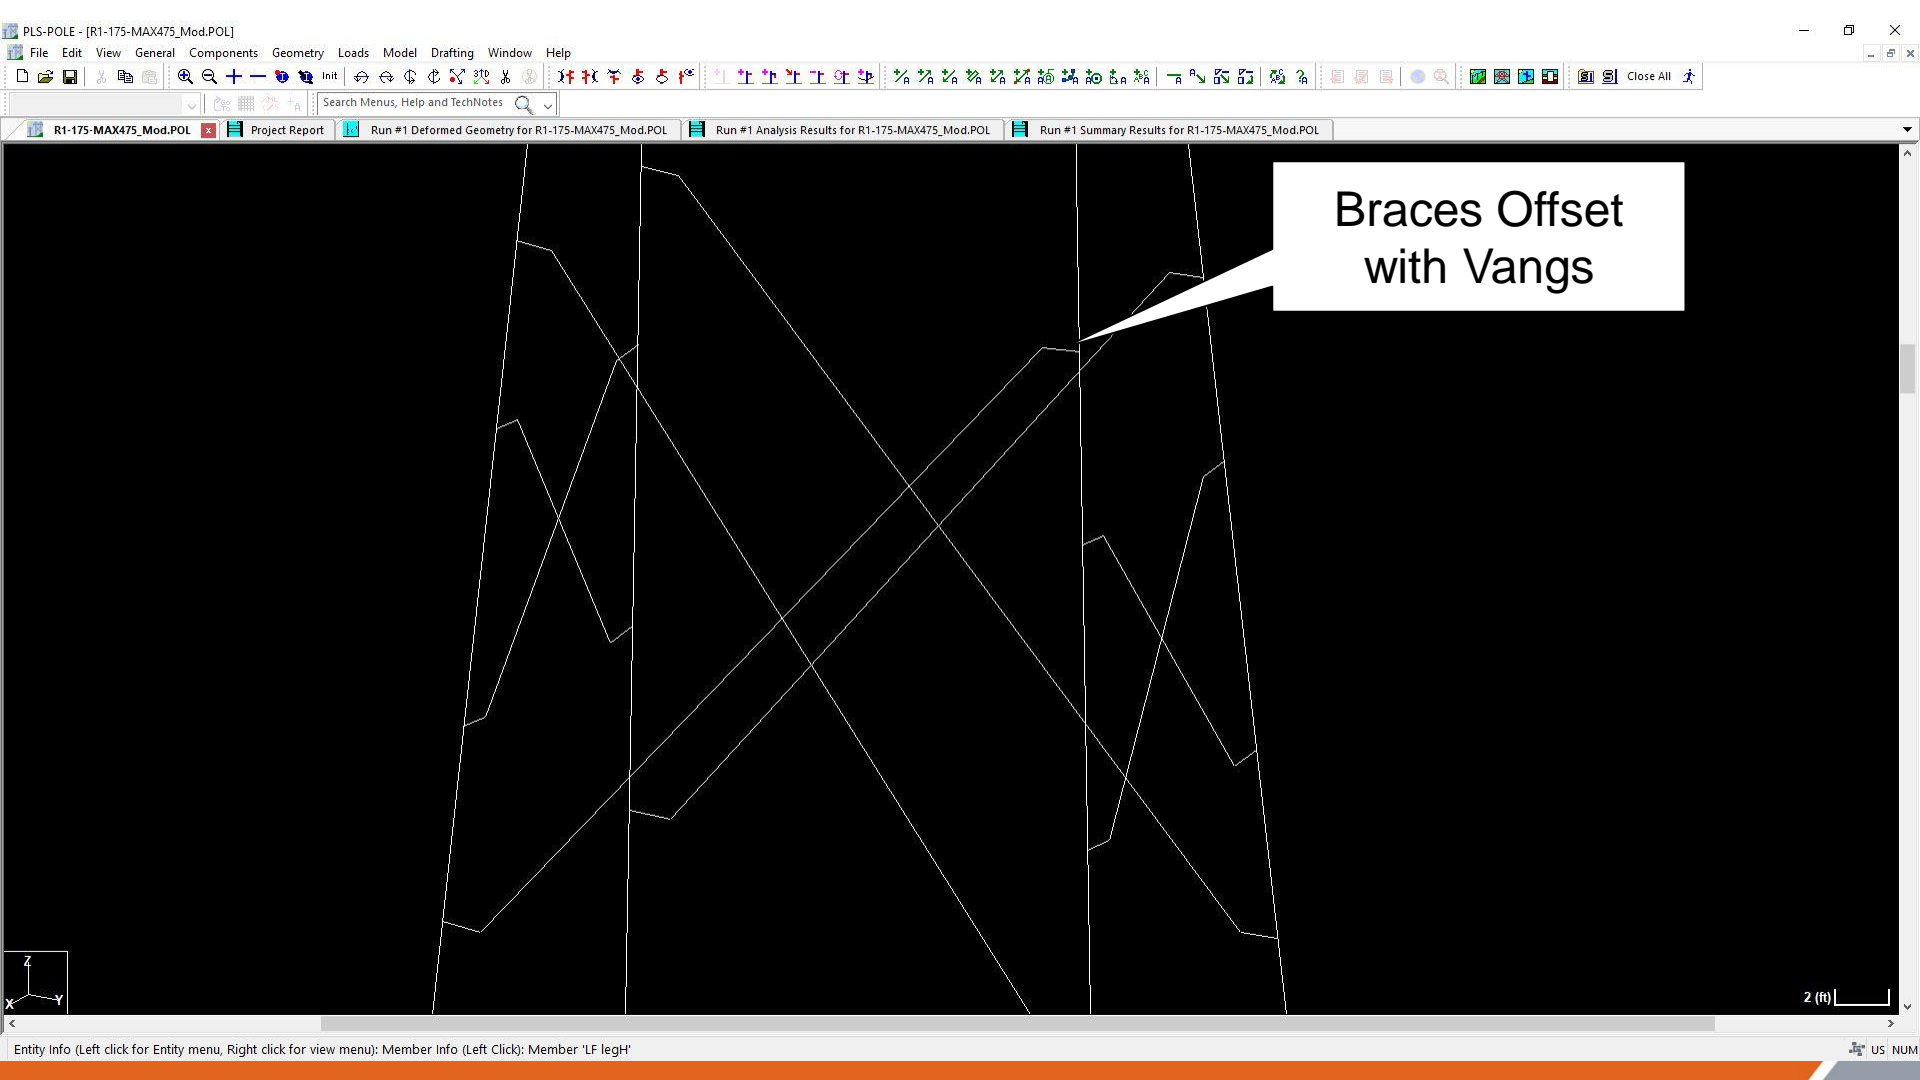 PLS-POLE - [R1-175-MAX475_Mod.POL]
File Edit View General Components Geometry Loads Model Drafting Window Help
Init
Close All
Search Menus, Help and TechNotes
R1-175-MAX475_Mod.POL
Project Report
Run #1 Deformed Geometry for R1-175-MAX475_Mod.POL
Run #1 Analysis Results for R1-175-MAX475_Mod.POL
Run #1 Summary Results for R1-175-MAX475_Mod.POL
Braces Offset
with Vangs
Z
X
Y
2 (ft)
Entity Info (Left click for Entity menu, Right click for view menu): Member Info (Left Click): Member 'LF legH'
US NUM